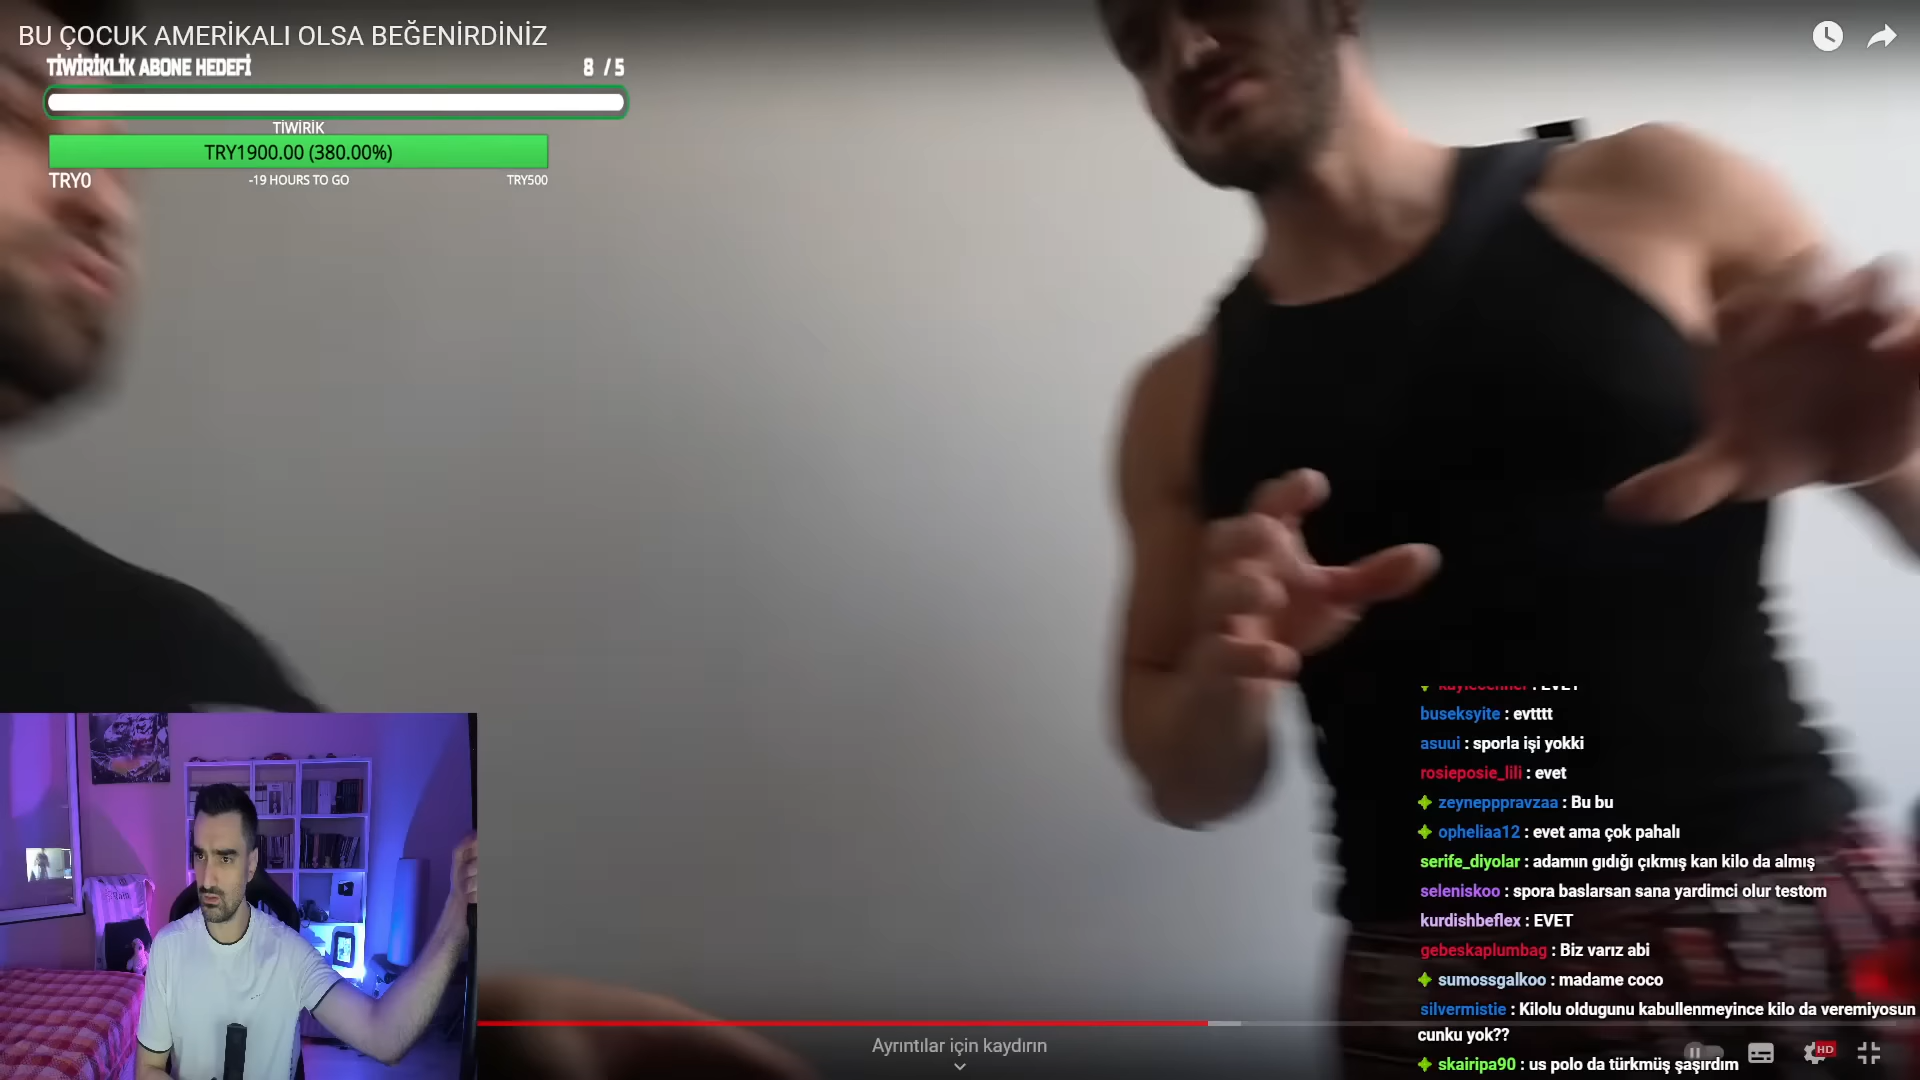 BU ÇOCUK AMERİKALI OLSA BEĞENİRDİNİZ
TİWİRİKLİK ABONE HEDEFİ 8 / 5
TİWİRİK
TRY1900.00 (380.00%)
TRY0 -19 HOURS TO GO TRY500
: EVET
buseksyite : evtttt
asuui : sporla işi yokki
rosieposie_lili : evet
zeynepppravzaa : Bu bu
opheliaa12 : evet ama çok pahalı
serife_diyolar : adamın gıdığı çıkmış kan kilo da almış
seleniskoo : spora baslarsan sana yardimci olur testom
kurdishbeflex : EVET
gebeskaplumbag : Biz varız abi
sumossgalkoo : madame coco
silvermistie : Kilolu oldugunu kabullenmeyince kilo da veremiyosun
cunku yok??
skairipa90 : us polo da türkmüş şaşırdım
Ayrıntılar için kaydırın
HD